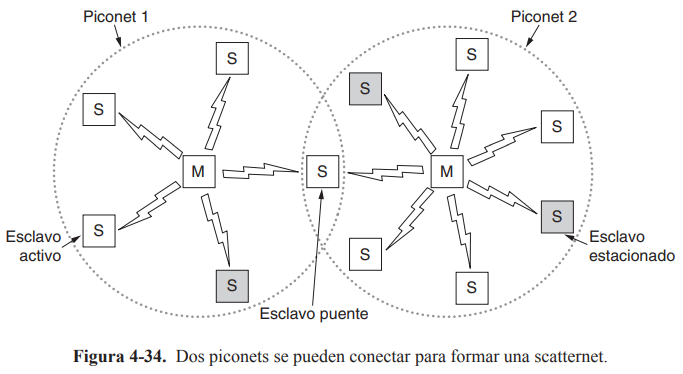 Piconet 1
Piconet 2
S
S
S
S
S
M
S
M
S
Esclavo
activo
S
S
Esclavo
estacionado
S
S
S
Esclavo puente
Figura 4-34. Dos piconets se pueden conectar para formar una scatternet.